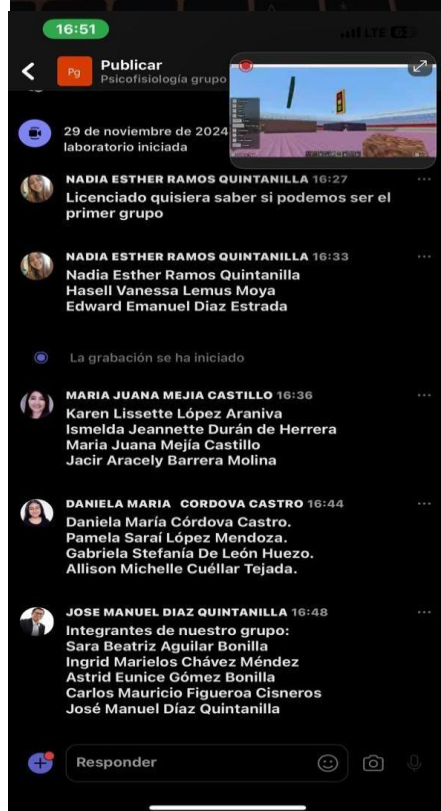 16:51
LTE
Pg
Publicar
Psicofisiología grupo
29 de noviembre de 2024
laboratorio iniciada
NADIA ESTHER RAMOS QUINTANILLA 16:27
Licenciado quisiera saber si podemos ser el
primer grupo
NADIA ESTHER RAMOS QUINTANILLA 16:33
Nadia Esther Ramos Quintanilla
Hasell Vanessa Lemus Moya
Edward Emanuel Diaz Estrada
La grabación se ha iniciado
MARIA JUANA MEJIA CASTILLO 16:36
Karen Lissette López Araniva
Ismelda Jeannette Durán de Herrera
Maria Juana Mejía Castillo
Jacir Aracely Barrera Molina
DANIELA MARIA CORDOVA CASTRO 16:44
Daniela María Córdova Castro.
Pamela Saraí López Mendoza.
Gabriela Stefanía De León Huezo.
Allison Michelle Cuéllar Tejada.
JOSE MANUEL DIAZ QUINTANILLA 16:48
Integrantes de nuestro grupo:
Sara Beatriz Aguilar Bonilla
Ingrid Marielos Chávez Méndez
Astrid Eunice Gómez Bonilla
Carlos Mauricio Figueroa Cisneros
José Manuel Díaz Quintanilla
Responder